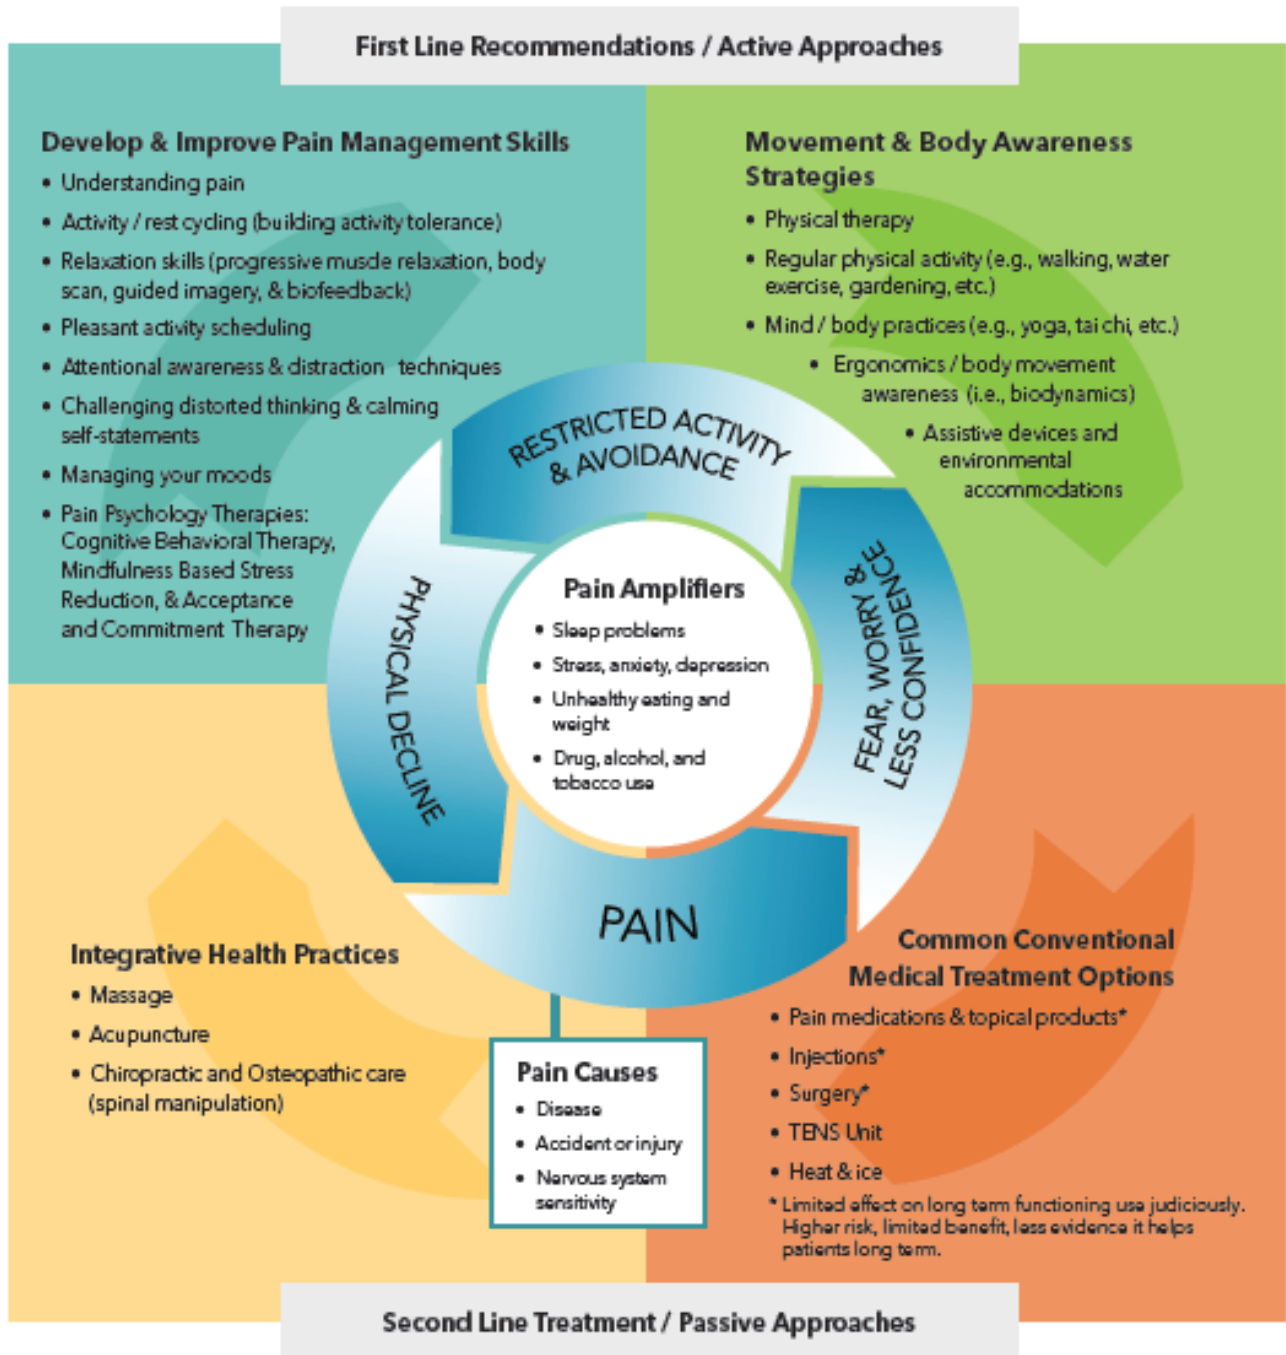 First Line Recommendations / Active Approaches
Develop & Improve Pain Management Skills
• Understanding pain
• Activity / rest cycling (building activity tolerance)
• Relaxation skills (progressive muscle relaxation, body
scan, guided imagery, & biofeedback)
• Pleasant activity scheduling
• Attentional awareness & distraction techniques
• Challenging distorted thinking & calming
self-statements
• Managing your moods
• Pain Psychology Therapies:
Cognitive Behavioral Therapy,
Mindfulness Based Stress
Reduction, & Acceptance
and Commitment Therapy
Movement & Body Awareness
Strategies
• Physical therapy
• Regular physical activity (e.g., walking, water
exercise, gardening, etc.)
• Mind / body practices (e.g., yoga, tai chi, etc.)
• Ergonomics / body movement
awareness (i.e., biodynamics)
• Assistive devices and
environmental
accommodations
RESTRICTED ACTIVITY
& AVOIDANCE
FEAR, WORRY &
LESS CONFIDENCE
PAIN
PHYSICAL DECLINE
Pain Amplifiers
• Sleep problems
• Stress, anxiety, depression
• Unhealthy eating and
weight
• Drug, alcohol, and
tobacco use
Integrative Health Practices
• Massage
• Acupuncture
• Chiropractic and Osteopathic care
(spinal manipulation)
Pain Causes
• Disease
• Accident or injury
• Nervous system
sensitivity
Common Conventional
Medical Treatment Options
• Pain medications & topical products*
• Injections*
• Surgery*
• TENS Unit
• Heat & ice
* Limited effect on long term functioning use judiciously.
Higher risk, limited benefit, less evidence it helps
patients long term.
Second Line Treatment / Passive Approaches